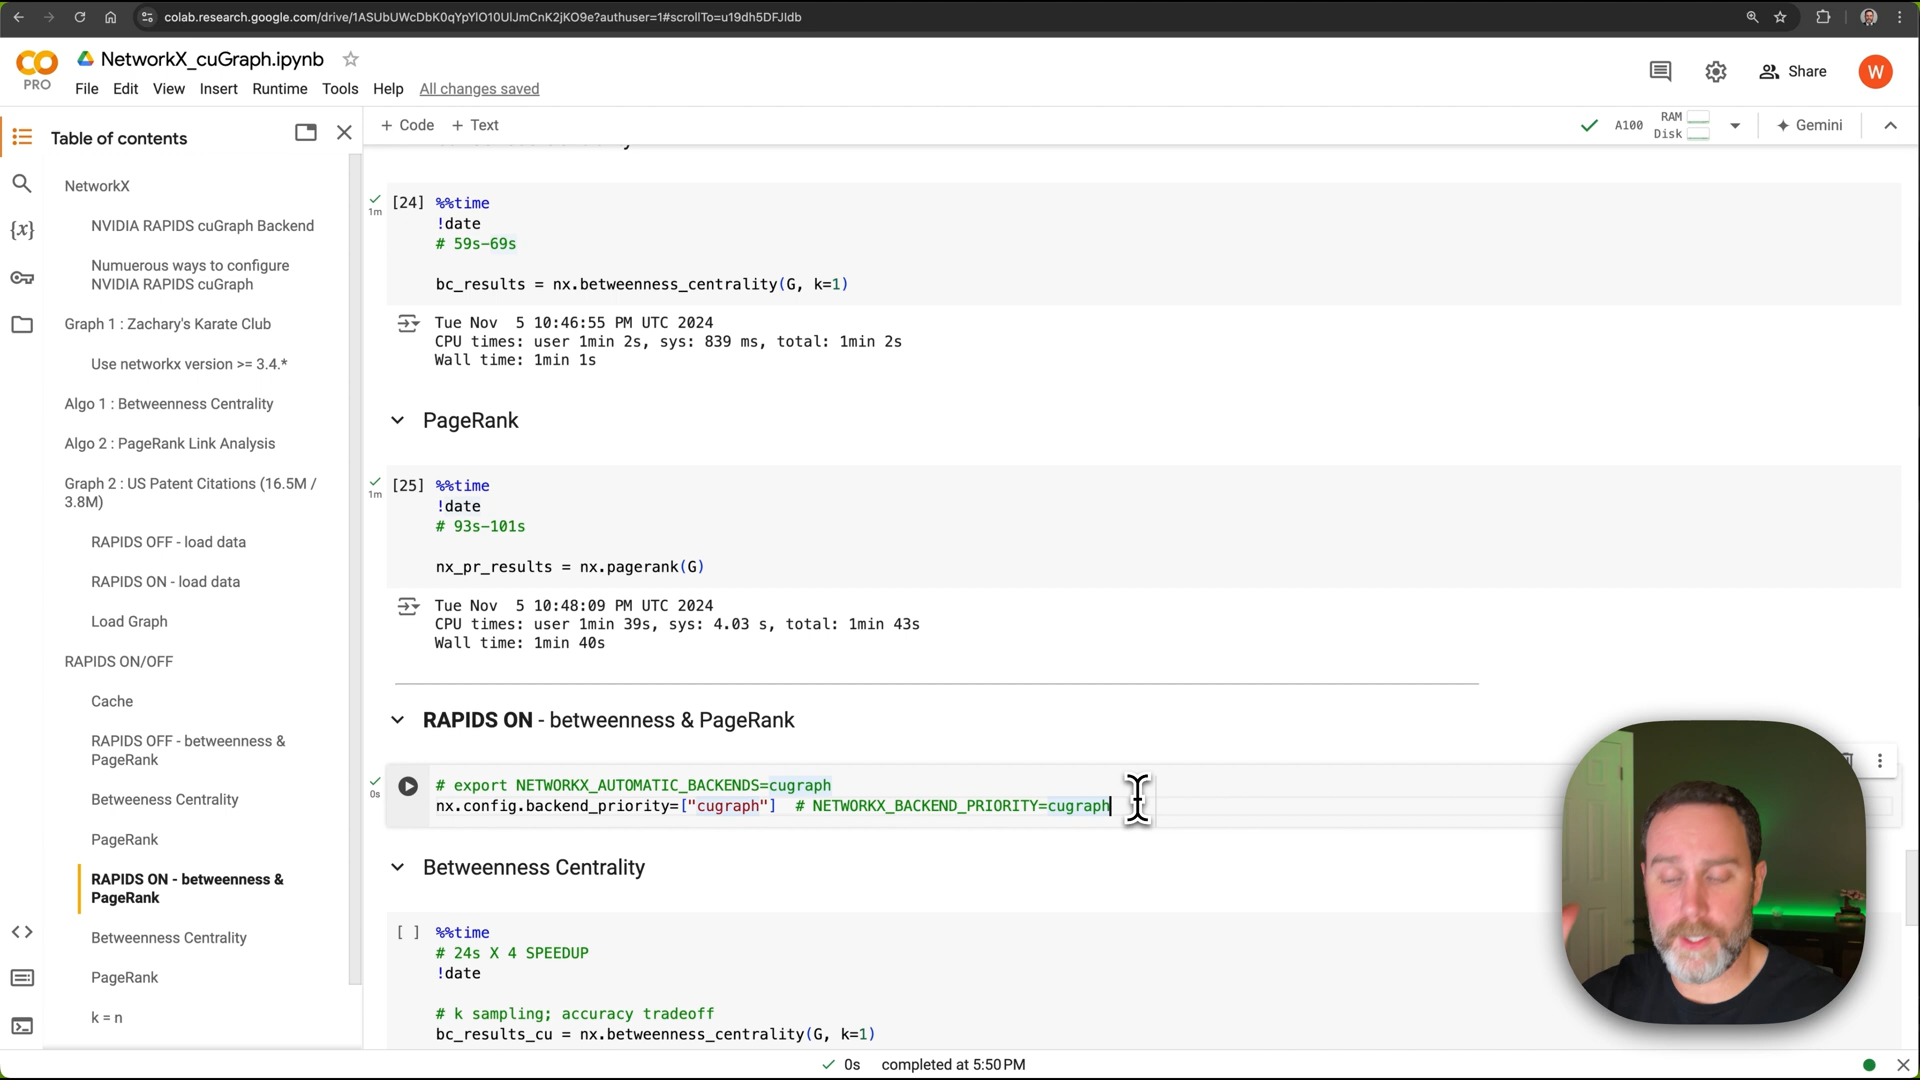 colab.research.google.com/drive/1ASUbUWcDbK0qYpYlO10UlJmCnK2jKO9e?authuser=1#scrollTo=u19dh5DFJldb
PRO
NetworkX_cuGraph.ipynb
File Edit View Insert Runtime Tools Help All changes saved
Share
W
Table of contents
+ Code + Text
A100
RAM
Disk
Gemini
NetworkX
NVIDIA RAPIDS cuGraph Backend
Numuerous ways to configure
NVIDIA RAPIDS cuGraph
Graph 1 : Zachary's Karate Club
Use networkx version >= 3.4.*
Algo 1 : Betweenness Centrality
Algo 2 : PageRank Link Analysis
Graph 2 : US Patent Citations (16.5M /
3.8M)
RAPIDS OFF - load data
RAPIDS ON - load data
Load Graph
RAPIDS ON/OFF
Cache
RAPIDS OFF - betweenness &
PageRank
Betweeness Centrality
PageRank
RAPIDS ON - betweenness &
PageRank
Betweenness Centrality
PageRank
k = n
1m
[24] %%time
!date
# 59s-69s
bc_results = nx.betweenness_centrality(G, k=1)
Tue Nov  5 10:46:55 PM UTC 2024
CPU times: user 1min 2s, sys: 839 ms, total: 1min 2s
Wall time: 1min 1s
PageRank
1m
[25] %%time
!date
# 93s-101s
nx_pr_results = nx.pagerank(G)
Tue Nov  5 10:48:09 PM UTC 2024
CPU times: user 1min 39s, sys: 4.03 s, total: 1min 43s
Wall time: 1min 40s
RAPIDS ON - betweenness & PageRank
0s
# export NETWORKX_AUTOMATIC_BACKENDS=cugraph
nx.config.backend_priority=["cugraph"]  # NETWORKX_BACKEND_PRIORITY=cugraph
Betweenness Centrality
[ ] %%time
# 24s X 4 SPEEDUP
!date
# k sampling; accuracy tradeoff
bc_results_cu = nx.betweenness_centrality(G, k=1)
0s completed at 5:50 PM